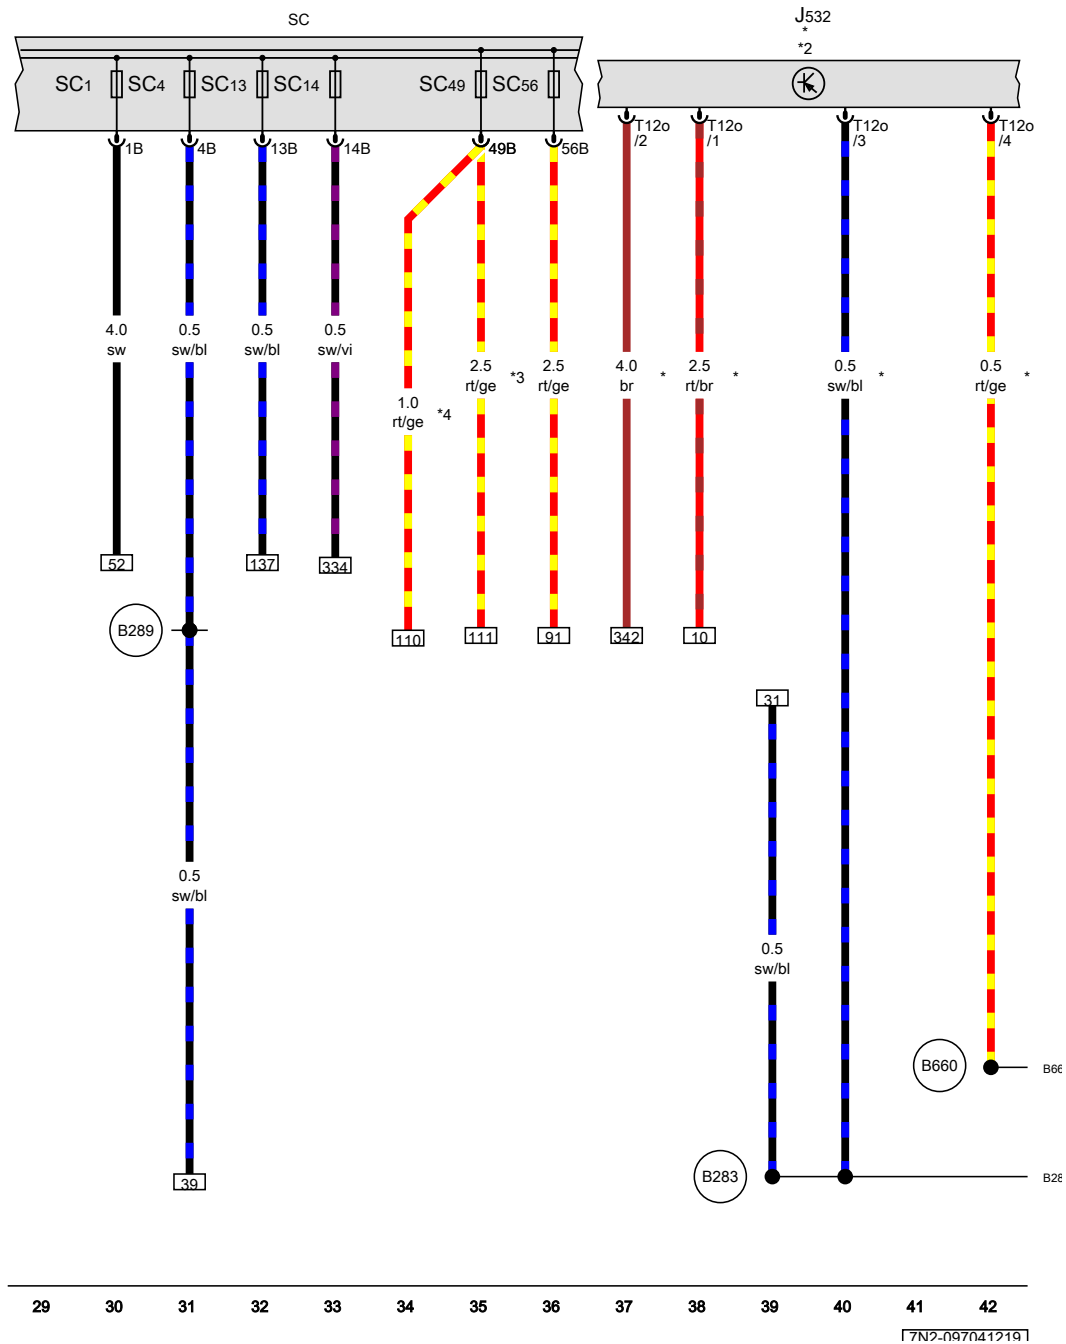 SC
J532
*
*2
SC1 SC4 SC13 SC14 SC49 SC56
1B 4B 13B 14B 49B 56B
T12o /2
T12o /1
T12o /3
T12o /4
4.0 sw
0.5 sw/bl
0.5 sw/bl
0.5 sw/vi
1.0 rt/ge *4
2.5 rt/ge *3
2.5 rt/ge
4.0 br *
2.5 rt/br *
0.5 sw/bl *
0.5 rt/ge *
52 137 334
B289
110 111 91 342 10
31
0.5 sw/bl
0.5 sw/bl
B660 B66
B283 B28
39
29 30 31 32 33 34 35 36 37 38 39 40 41 42
7N2-097041219